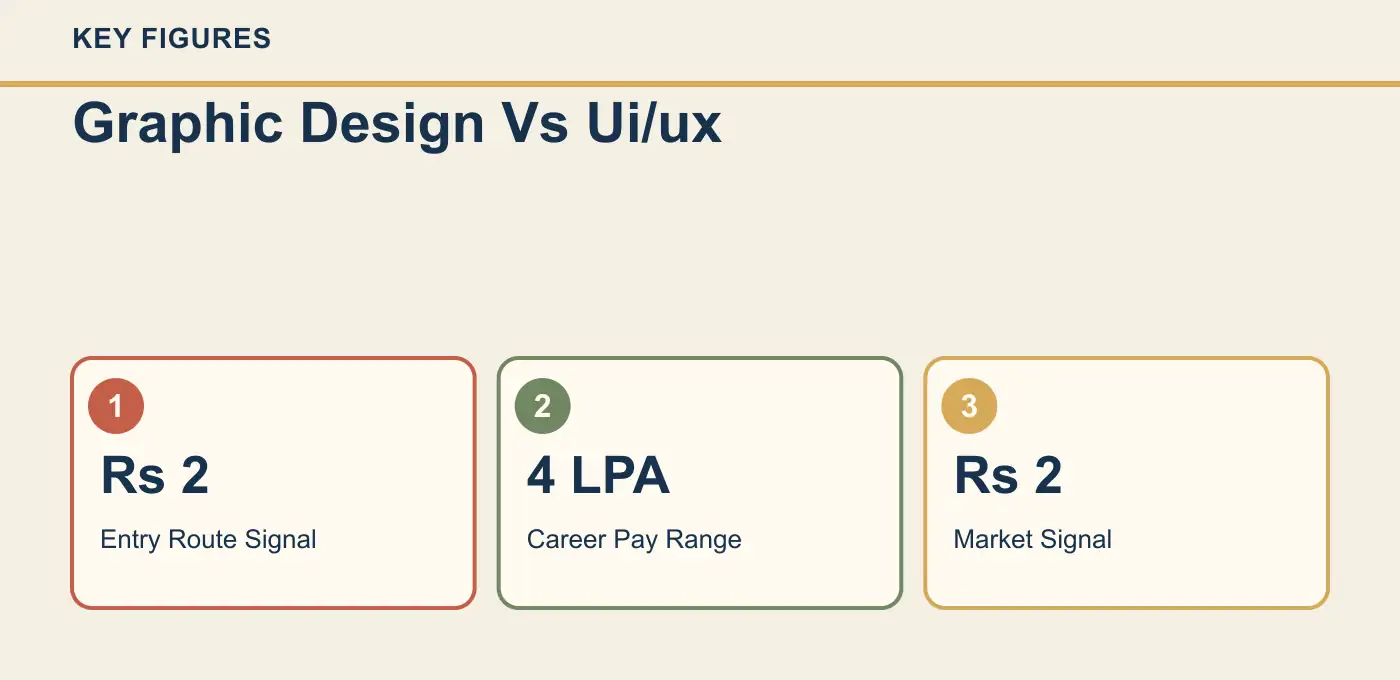 KEY FIGURES
Graphic Design Vs Ui/ux
1
Rs 2
Entry Route Signal
2
4 LPA
Career Pay Range
3
Rs 2
Market Signal